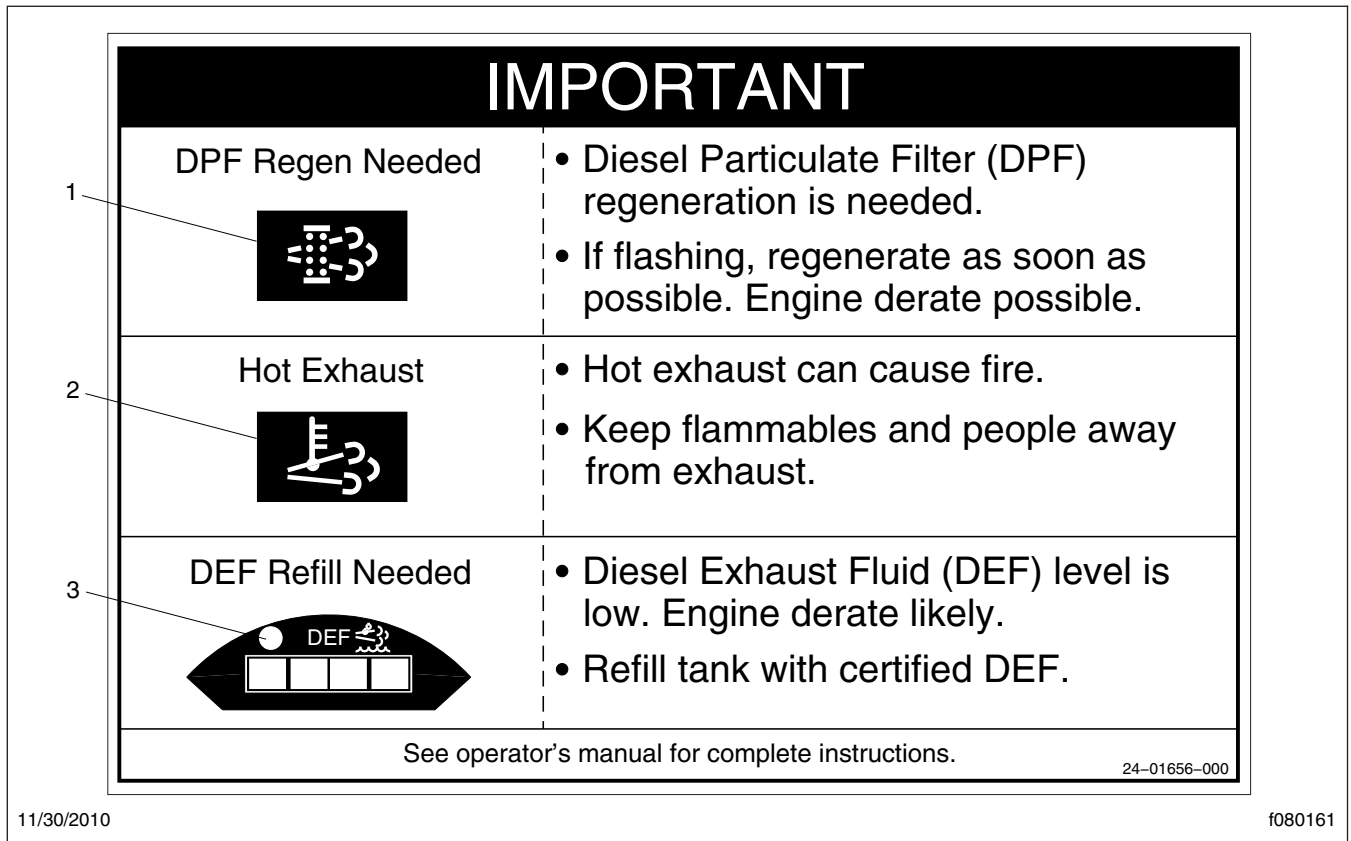 IMPORTANT
DPF Regen Needed
1
• Diesel Particulate Filter (DPF)
regeneration is needed.
• If flashing, regenerate as soon as
possible. Engine derate possible.
Hot Exhaust
2
• Hot exhaust can cause fire.
• Keep flammables and people away
from exhaust.
DEF Refill Needed
3
DEF
• Diesel Exhaust Fluid (DEF) level is
low. Engine derate likely.
• Refill tank with certified DEF.
See operator’s manual for complete instructions.
24–01656–000
11/30/2010
f080161